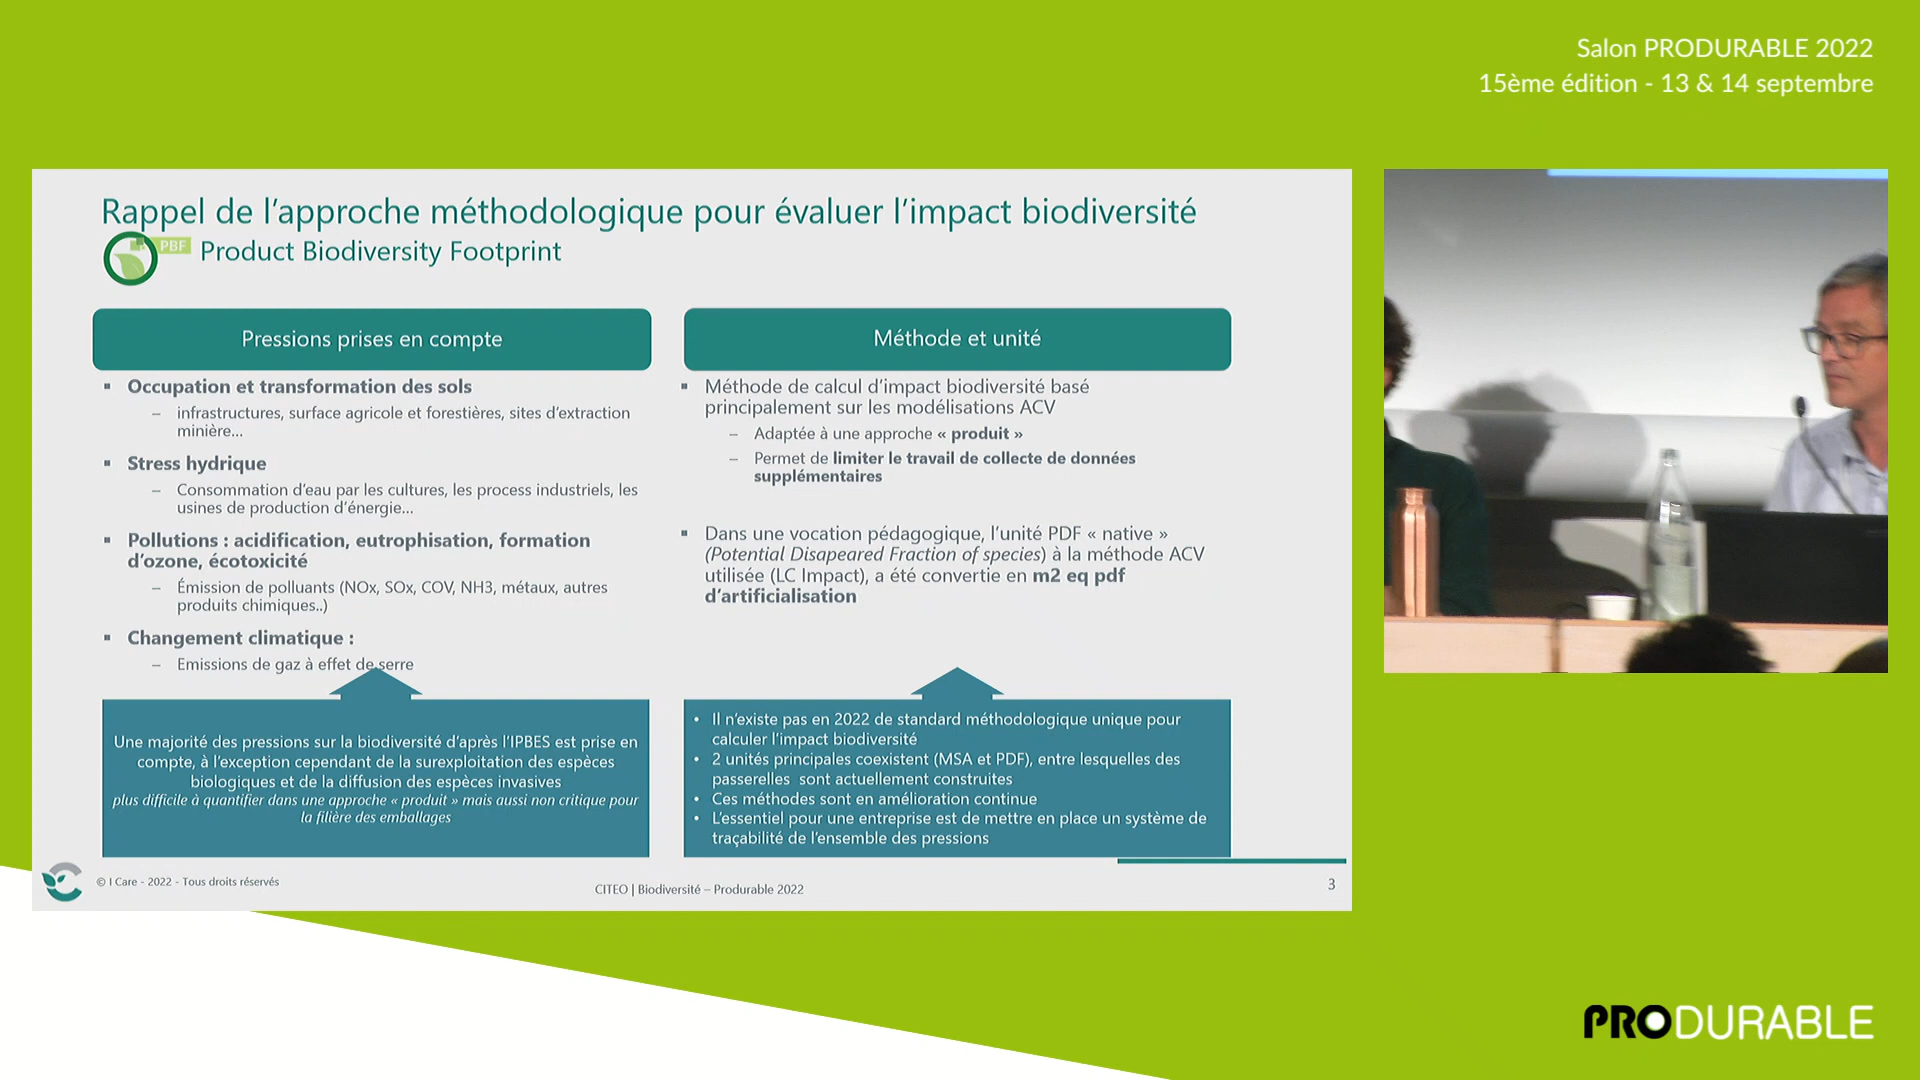 Salon PRODURABLE 2022
15ème édition - 13 & 14 septembre
Rappel de l'approche méthodologique pour évaluer l'impact biodiversité
PBF
Product Biodiversity Footprint
Pressions prises en compte
▪ Occupation et transformation des sols
– infrastructures, surface agricole et forestières, sites d'extraction
minière...
▪ Stress hydrique
– Consommation d'eau par les cultures, les process industriels, les
usines de production d'énergie...
▪ Pollutions : acidification, eutrophisation, formation
d'ozone, écotoxicité
– Émission de polluants (NOx, SOx, COV, NH3, métaux, autres
produits chimiques..)
▪ Changement climatique :
– Emissions de gaz à effet de serre
Une majorité des pressions sur la biodiversité d'après l'IPBES est prise en
compte, à l'exception cependant de la surexploitation des espèces
biologiques et de la diffusion des espèces invasives
plus difficile à quantifier dans une approche « produit » mais aussi non critique pour
la filière des emballages
Méthode et unité
▪ Méthode de calcul d'impact biodiversité basé
principalement sur les modélisations ACV
– Adaptée à une approche « produit »
– Permet de limiter le travail de collecte de données
supplémentaires
▪ Dans une vocation pédagogique, l'unité PDF « native »
(Potential Disapeared Fraction of species) à la méthode ACV
utilisée (LC Impact), a été convertie en m2 eq pdf
d'artificialisation
• Il n'existe pas en 2022 de standard méthodologique unique pour
calculer l'impact biodiversité
• 2 unités principales coexistent (MSA et PDF), entre lesquelles des
passerelles sont actuellement construites
• Ces méthodes sont en amélioration continue
• L'essentiel pour une entreprise est de mettre en place un système de
traçabilité de l'ensemble des pressions
© I Care - 2022 - Tous droits réservés
CITEO | Biodiversité – Produrable 2022
3
PRODURABLE